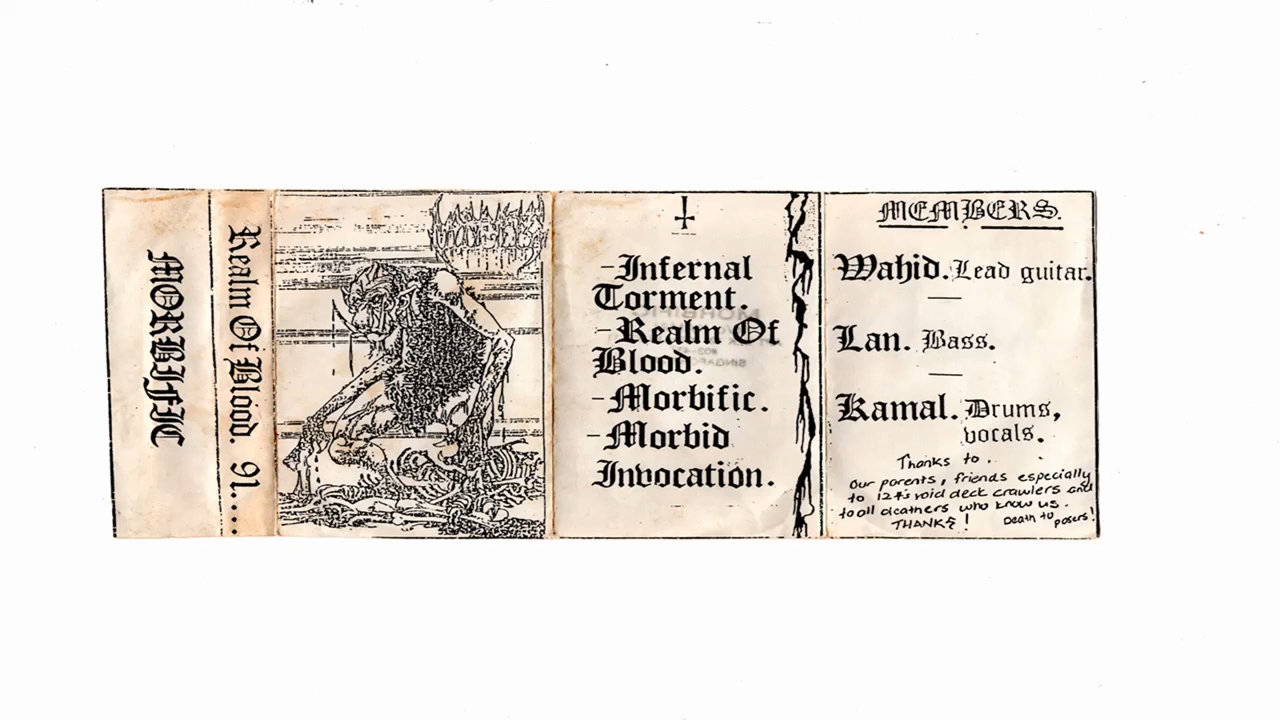 MORBIFIC
Realm Of Blood. 91.....
-Infernal
Torment.
-Realm Of
Blood.
-Morbific.
-Morbid
Invocation.
MEMBERS.
Wahid. Lead guitar.
Lan. Bass.
Kamal. Drums,
vocals.
Thanks to.
Our parents, friends especially
void deck crawlers and
to all deathers who know us.
THANKS!
Death to posers!